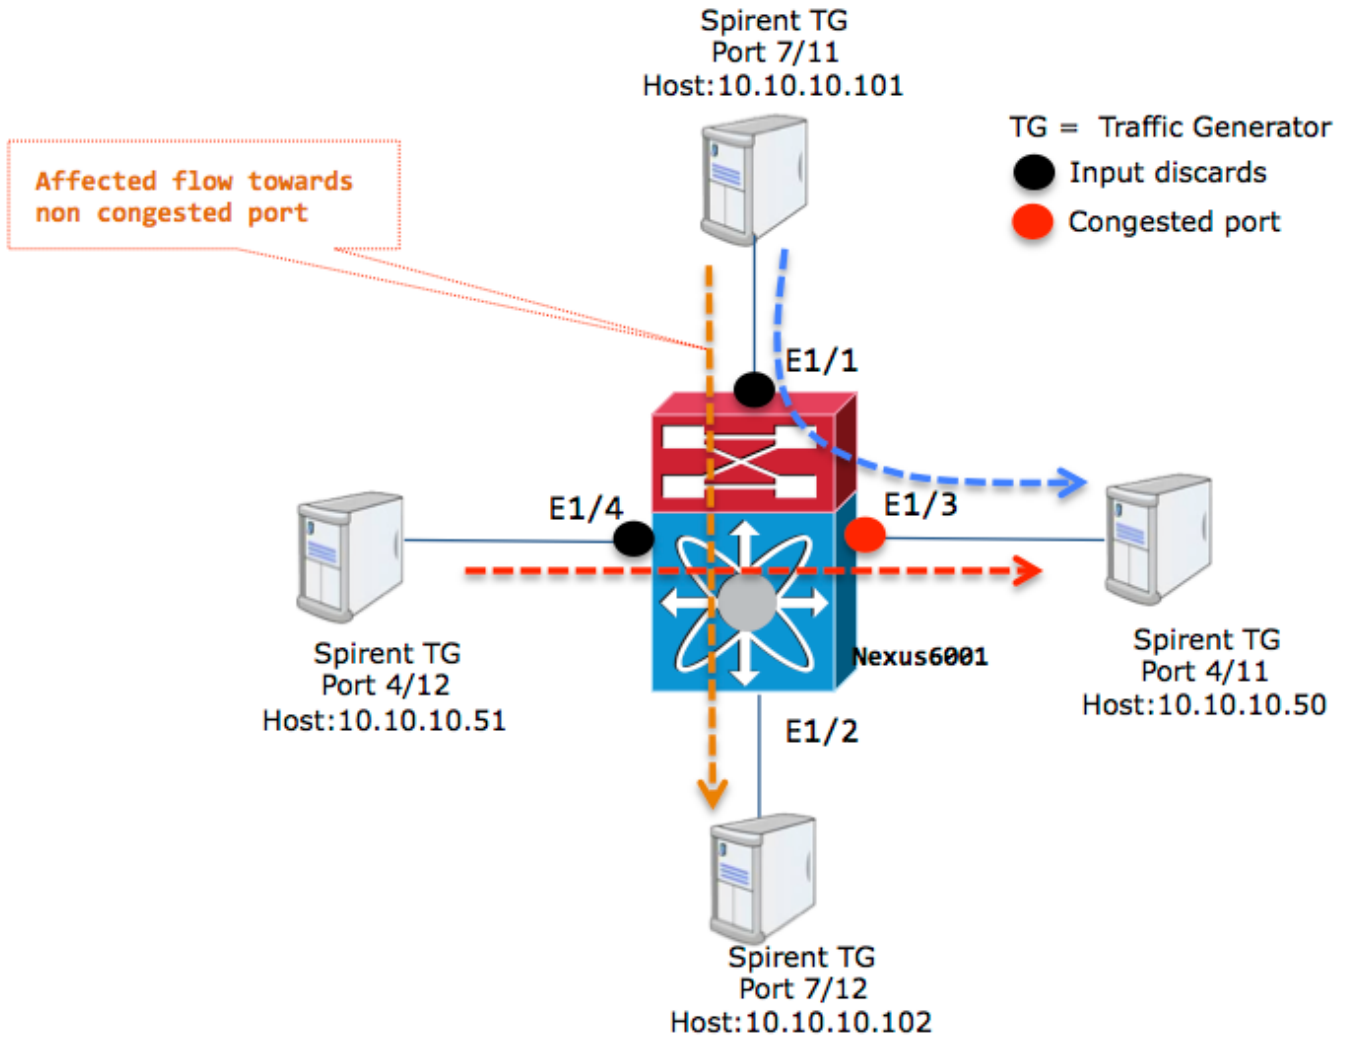 Spirent TG
Port 7/11
Host:10.10.10.101
TG = Traffic Generator
Input discards
Congested port
Affected flow towards
non congested port
E1/1
E1/4
E1/3
Spirent TG
Port 4/12
Host:10.10.10.51
Nexus6001
Spirent TG
Port 4/11
Host:10.10.10.50
E1/2
Spirent TG
Port 7/12
Host:10.10.10.102